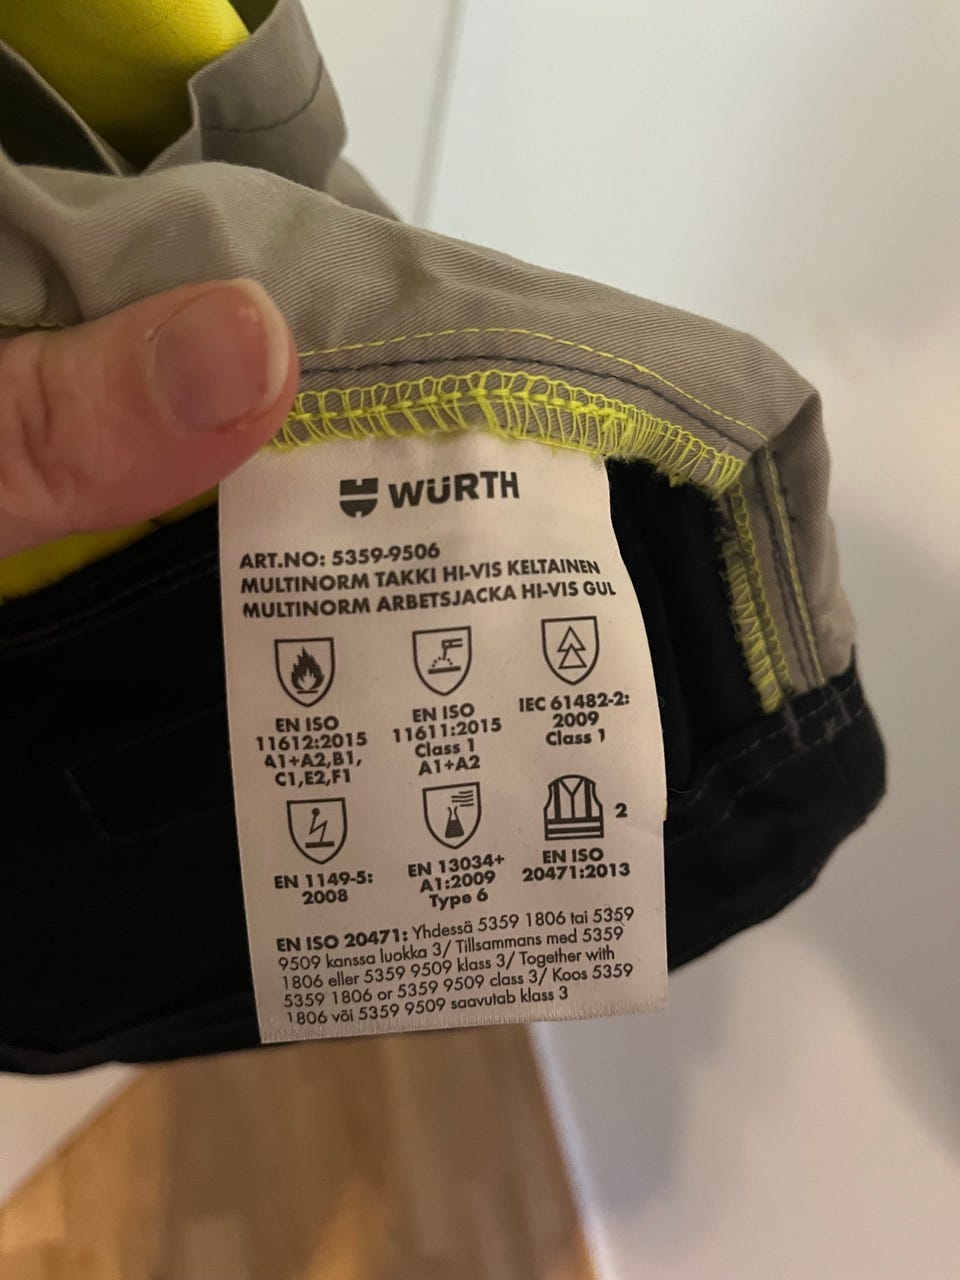 WÜRTH
ART.NO: 5359-9506
MULTINORM TAKKI HI-VIS KELTAINEN
MULTINORM ARBETSJACKA HI-VIS GUL
EN ISO
11612:2015
A1+A2,B1,
C1,E2,F1
EN ISO
11611:2015
Class 1
A1+A2
IEC 61482-2:
2009
Class 1
EN 1149-5:
2008
EN 13034+
A1:2009
Type 6
2
EN ISO
20471:2013
EN ISO 20471: Yhdessä 5359 1806 tai 5359
9509 kanssa luokka 3/ Tillsammans med 5359
1806 eller 5359 9509 klass 3/ Together with
5359 1806 or 5359 9509 class 3/ Koos 5359
1806 või 5359 9509 saavutab klass 3